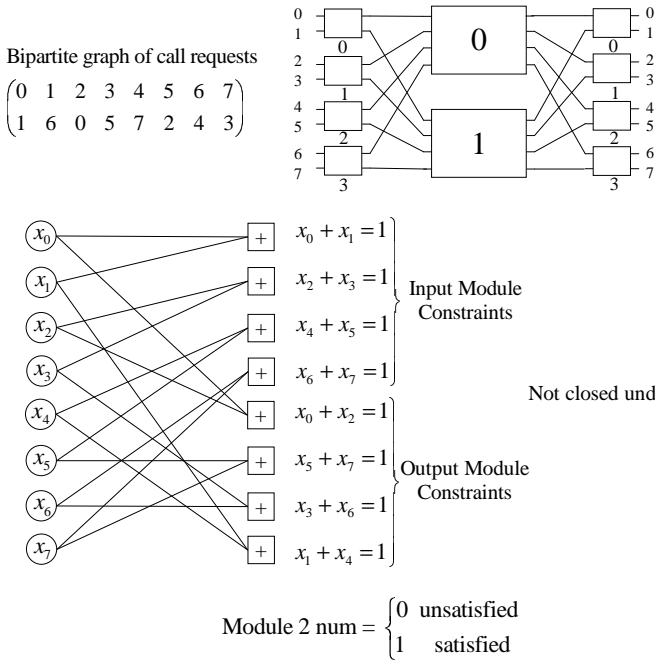 Bipartite graph of call requests
(0 1 2 3 4 5 6 7)
(1 6 0 5 7 2 4 3)
0
1
2
3
4
5
6
7
0
1
2
3
0
1
0
1
2
3
0
1
2
3
4
5
6
7
x0 + x0 + x1 = 1
x1 + x2 + x3 = 1
x2 + x4 + x5 = 1
x3 + x6 + x7 = 1
x4 + x0 + x2 = 1
x5 + x5 + x7 = 1
x6 + x3 + x6 = 1
x7 + x1 + x4 = 1
Input Module
Constraints
Not closed und
Output Module
Constraints
Module 2 num = { 0 unsatisfied
1 satisfied